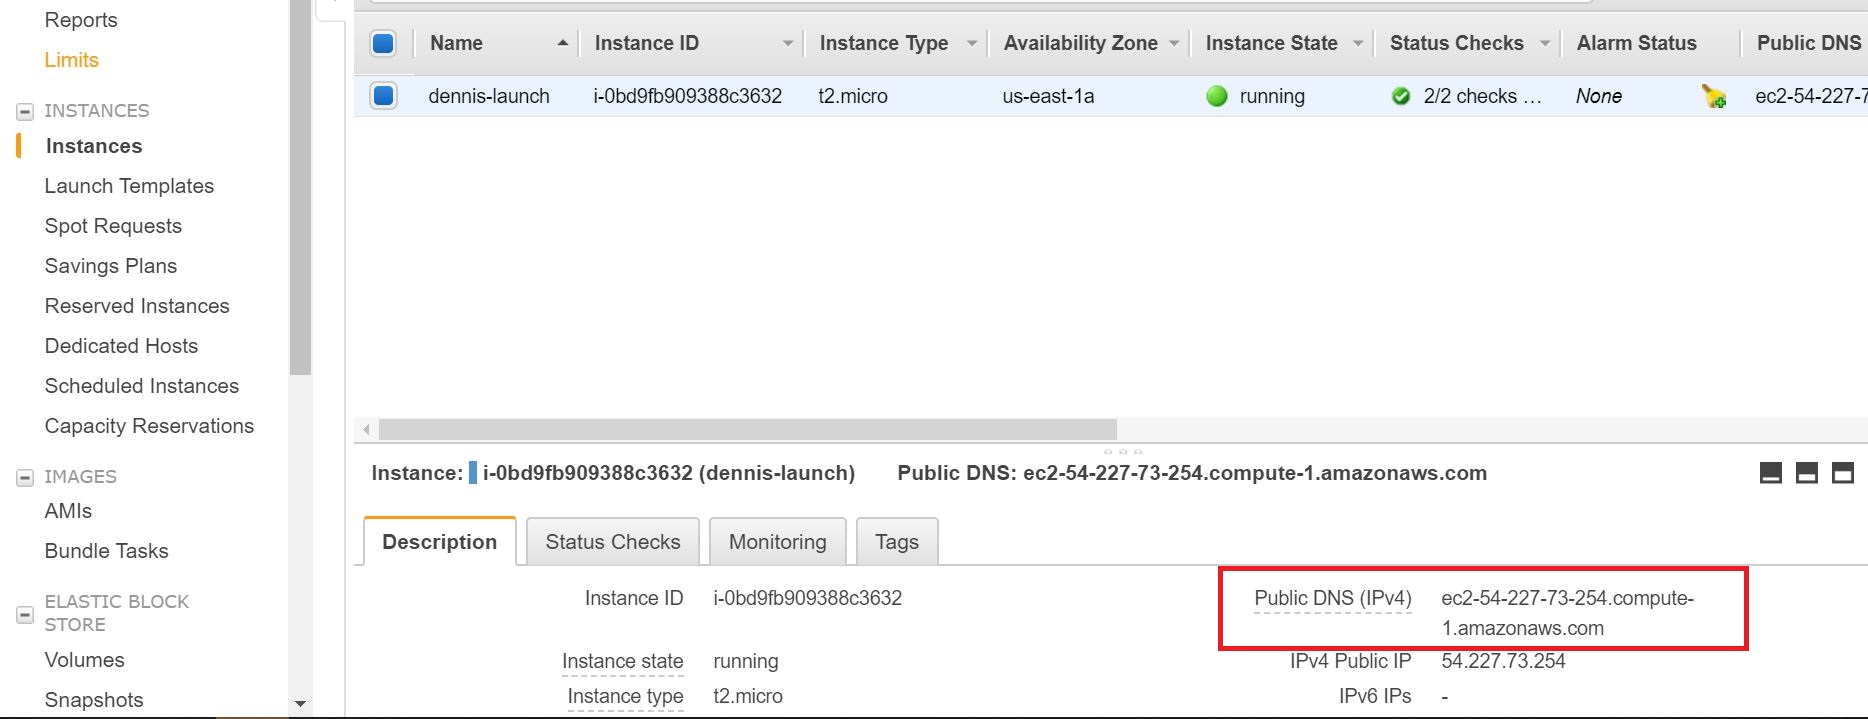 Reports
Limits
INSTANCES
Instances
Launch Templates
Spot Requests
Savings Plans
Reserved Instances
Dedicated Hosts
Scheduled Instances
Capacity Reservations
IMAGES
AMIs
Bundle Tasks
ELASTIC BLOCK
STORE
Volumes
Snapshots
Name Instance ID Instance Type Availability Zone Instance State Status Checks Alarm Status Public DNS
dennis-launch i-0bd9fb909388c3632 t2.micro us-east-1a running 2/2 checks … None ec2-54-227-7
Instance: i-0bd9fb909388c3632 (dennis-launch) Public DNS: ec2-54-227-73-254.compute-1.amazonaws.com
Description Status Checks Monitoring Tags
Instance ID i-0bd9fb909388c3632 Public DNS (IPv4) ec2-54-227-73-254.compute-
1.amazonaws.com
Instance state running IPv4 Public IP 54.227.73.254
Instance type t2.micro IPv6 IPs -